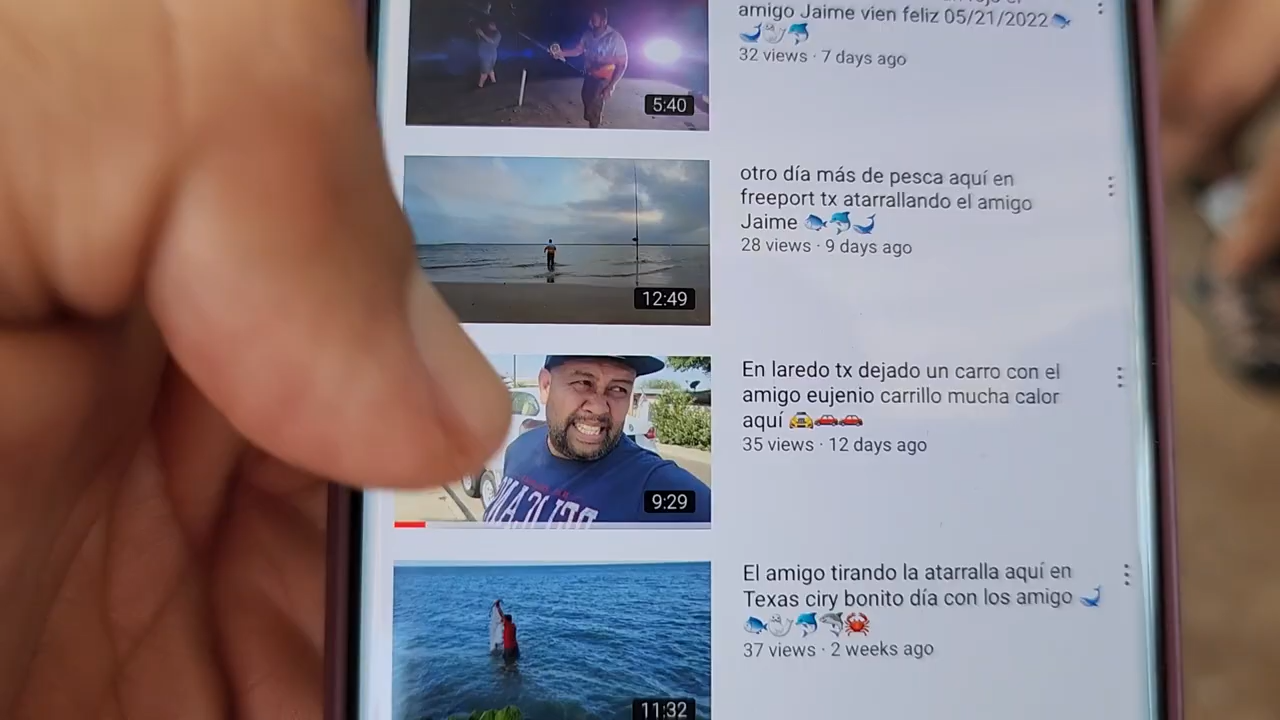 amigo Jaime vien feliz 05/21/2022
32 views · 7 days ago
5:40
otro día más de pesca aquí en
freeport tx atarrallando el amigo
Jaime
28 views · 9 days ago
12:49
En laredo tx dejado un carro con el
amigo eujenio carrillo mucha calor
aquí
35 views · 12 days ago
9:29
El amigo tirando la atarralla aquí en
Texas ciry bonito día con los amigo
37 views · 2 weeks ago
11:32